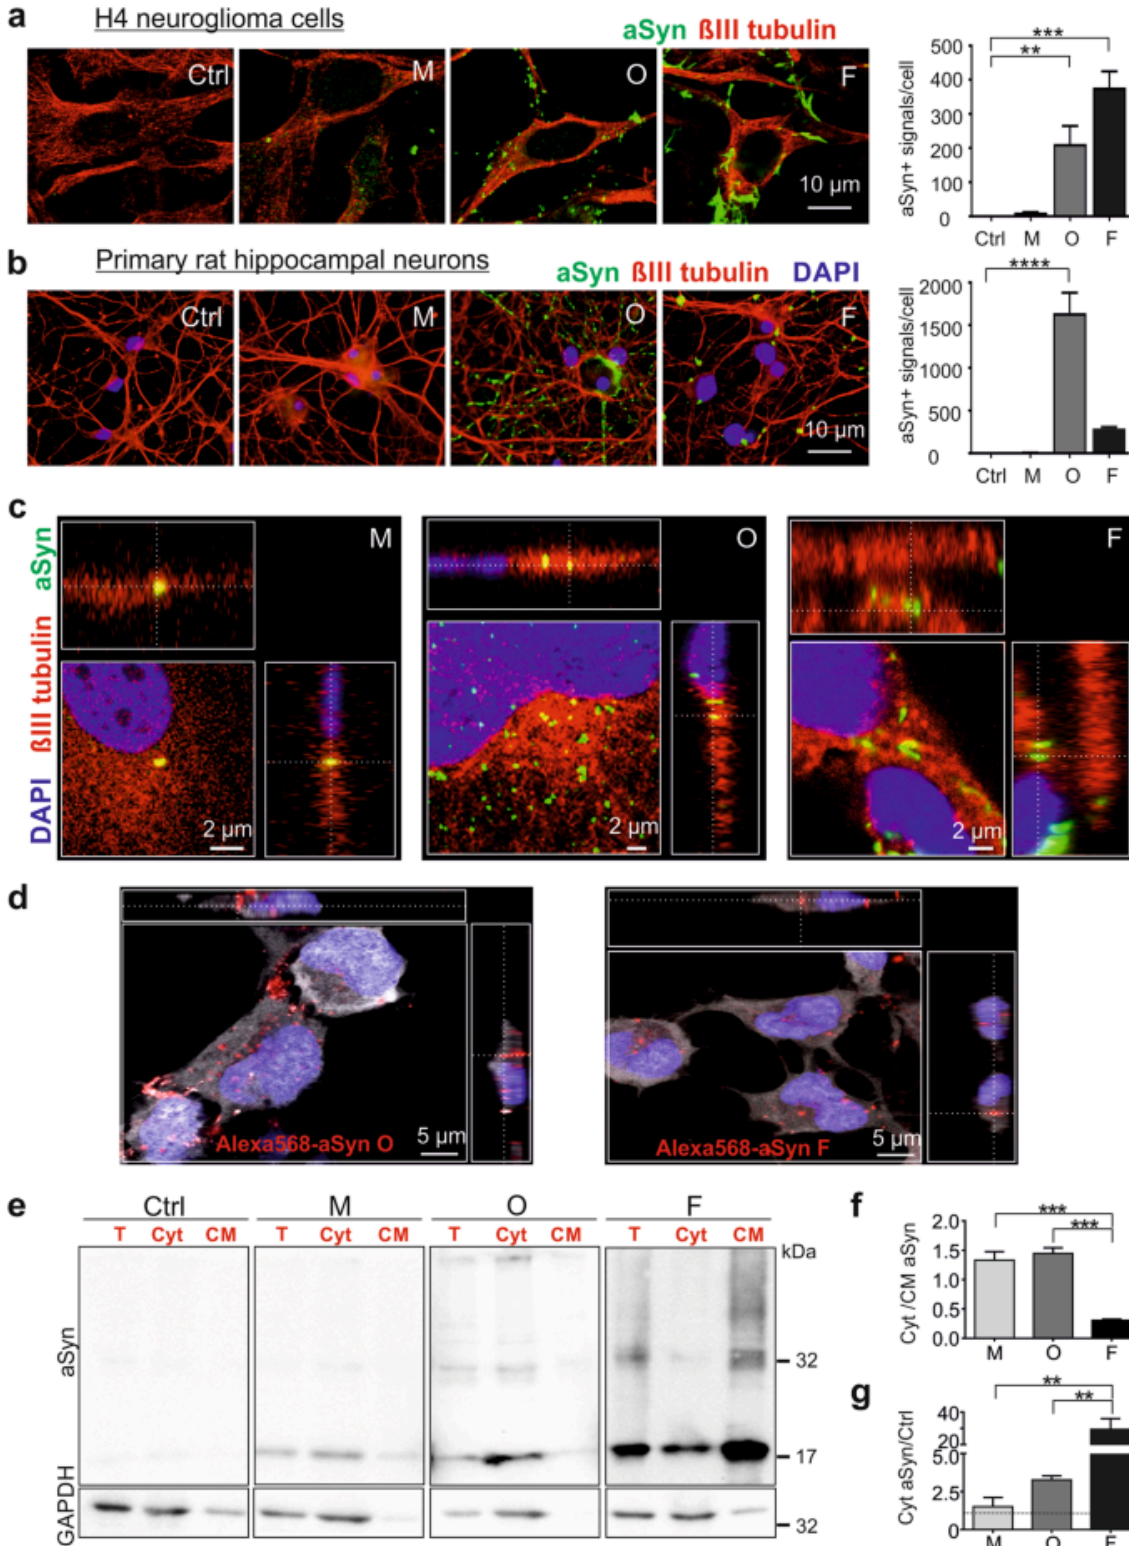 a H4 neuroglioma cells
aSyn ßIII tubulin
Ctrl M O F
10 µm
aSyn+ signals/cell
500
400
300
200
100
0
*** 
**
Ctrl M O F
b Primary rat hippocampal neurons
aSyn ßIII tubulin DAPI
Ctrl M O F
10 µm
aSyn+ signals/cell
2000
1500
1000
500
0
****
Ctrl M O F
c
DAPI ßIII tubulin aSyn
M O F
2 µm 2 µm 2 µm
d
Alexa568-aSyn O 5 µm
Alexa568-aSyn F 5 µm
e Ctrl M O F
T Cyt CM T Cyt CM T Cyt CM T Cyt CM
kDa
aSyn
32
17
GAPDH
32
f
Cyt /CM aSyn
2.0
1.5
1.0
0.5
0.0
***
***
M O F
g
Cyt aSyn/Ctrl
40
20
5.0
2.5
0
**
**
M O F